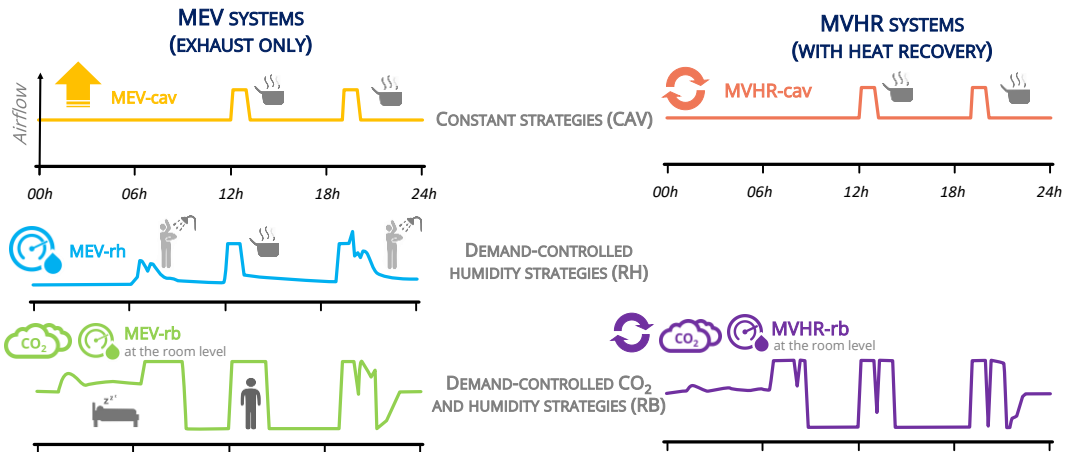 MEV SYSTEMS
(EXHAUST ONLY)
MVHR SYSTEMS
(WITH HEAT RECOVERY)
Airflow
MEV-cav
CONSTANT STRATEGIES (CAV)
MVHR-cav
00h 06h 12h 18h 24h
00h 06h 12h 18h 24h
MEV-rh
DEMAND-CONTROLLED
HUMIDITY STRATEGIES (RH)
CO2
MEV-rb
at the room level
CO2
MVHR-rb
at the room level
zzz'
DEMAND-CONTROLLED CO2
AND HUMIDITY STRATEGIES (RB)